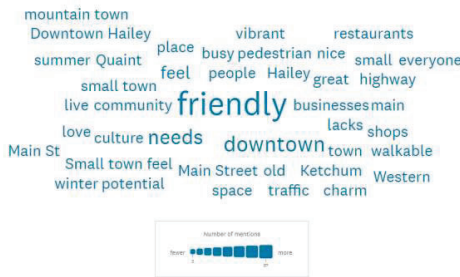 mountain town
Downtown Hailey vibrant restaurants
place busy pedestrian nice
summer Quaint small everyone
feel people Hailey great highway
small town
live community friendly businesses main
lacks
love culture needs shops
downtown
Main St town walkable
Small town feel
Main Street old Ketchum Western
winter potential
space traffic charm
Number of mentions
fewer more